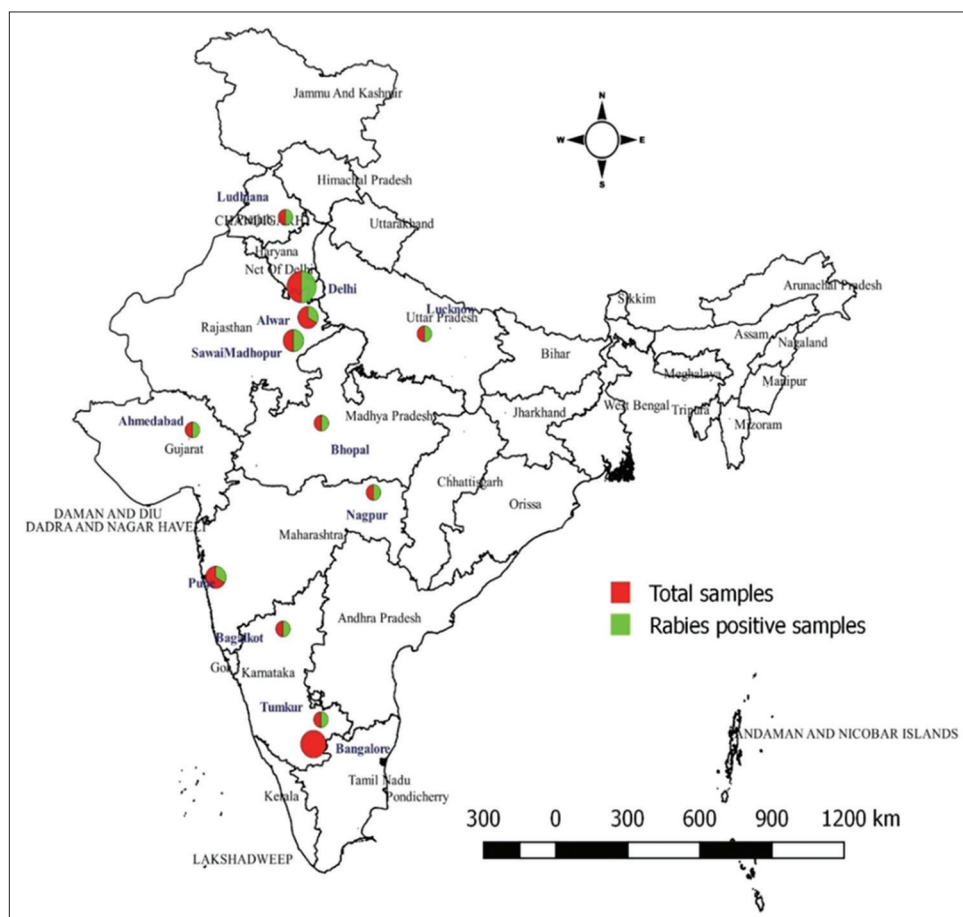 N
W E
S
Jammu And Kashmir
Himachal Pradesh
Ludhiana
CHANDIGARH
Uttarakhand
Haryana
Nct Of Delhi
Delhi
Arunachal Pradesh
Sikkim
Lucknow
Uttar Pradesh
Alwar
Rajasthan
Assam
Nagaland
SawaiMadhopur
Bihar
Meghalaya
Manipur
Madhya Pradesh
Jharkhand
West Bengal
Tripura
Mizoram
Ahmedabad
Gujarat
Bhopal
Chhattisgarh
Orissa
Nagpur
DAMAN AND DIU
DADRA AND NAGAR HAVELI
Maharashtra
Pune
Total samples
Rabies positive samples
Andhra Pradesh
Bagalkot
Goa
Karnataka
Tumkur
Bangalore
ANDAMAN AND NICOBAR ISLANDS
Tamil Nadu
Pondicherry
Kerala
300 0 300 600 900 1200 km
LAKSHADWEEP